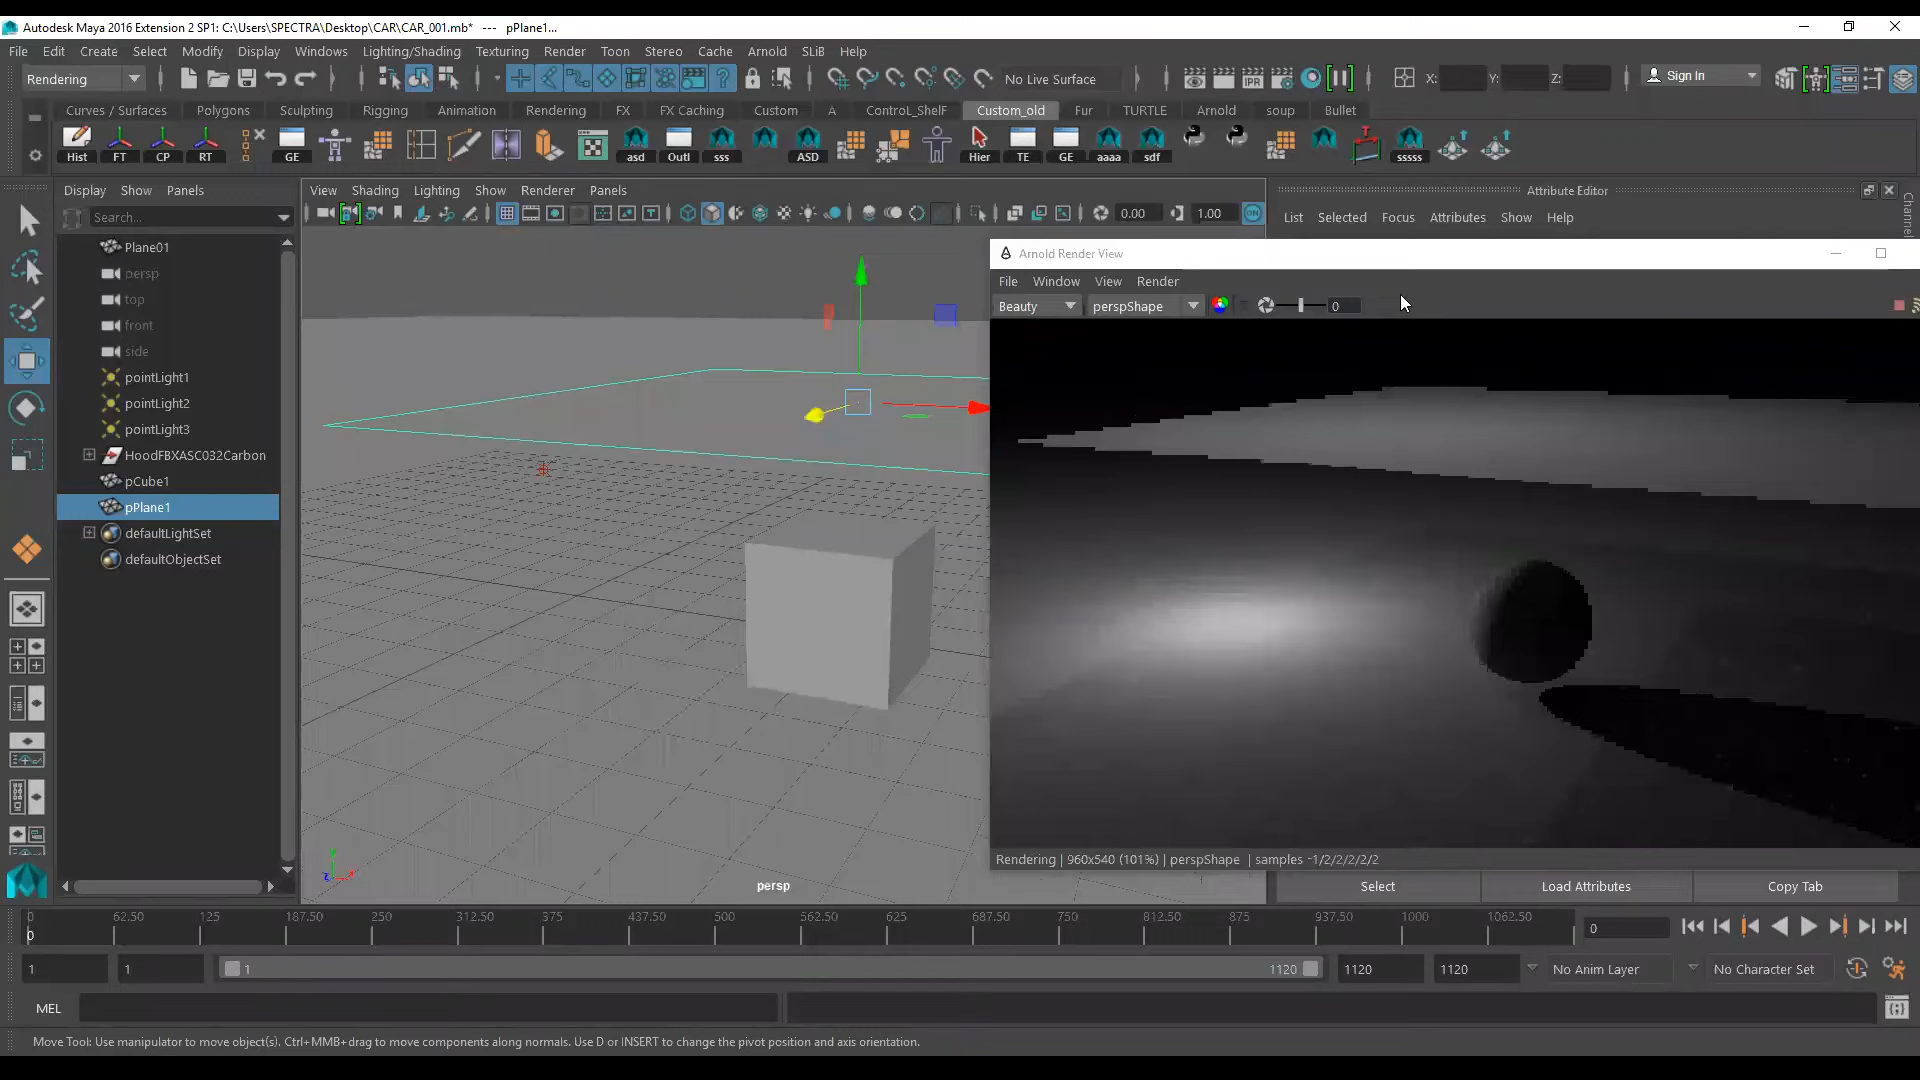 Autodesk Maya 2016 Extension 2 SP1: C:\Users\SPECTRA\Desktop\CAR\CAR_001.mb* --- pPlane1...
File Edit Create Select Modify Display Windows Lighting/Shading Texturing Render Toon Stereo Cache Arnold SLiB Help
Rendering No Live Surface X: Y: Z: Sign In
Curves / Surfaces Polygons Sculpting Rigging Animation Rendering FX FX Caching Custom A ControL_ShelF Custom_old Fur TURTLE Arnold soup Bullet
Hist FT CP RT GE asd Outl sss ASD Hier TE GE aaaa sdf sssss
Display Show Panels
View Shading Lighting Show Renderer Panels
Attribute Editor
Search...
0.00 1.00 ON
List Selected Focus Attributes Show Help
Channel
Plane01
persp
top
front
side
pointLight1
pointLight2
pointLight3
HoodFBXASC032Carbon
pCube1
pPlane1
defaultLightSet
defaultObjectSet
Arnold Render View
File Window View Render
Beauty perspShape 0
Rendering | 960x540 (101%) | perspShape | samples -1/2/2/2/2/2
persp
Select Load Attributes Copy Tab
0 62.50 125 187.50 250 312.50 375 437.50 500 562.50 625 687.50 750 812.50 875 937.50 1000 1062.50
0 0
1 1 1 1120 1120 1120 No Anim Layer No Character Set
MEL
Move Tool: Use manipulator to move object(s). Ctrl+MMB+drag to move components along normals. Use D or INSERT to change the pivot position and axis orientation.